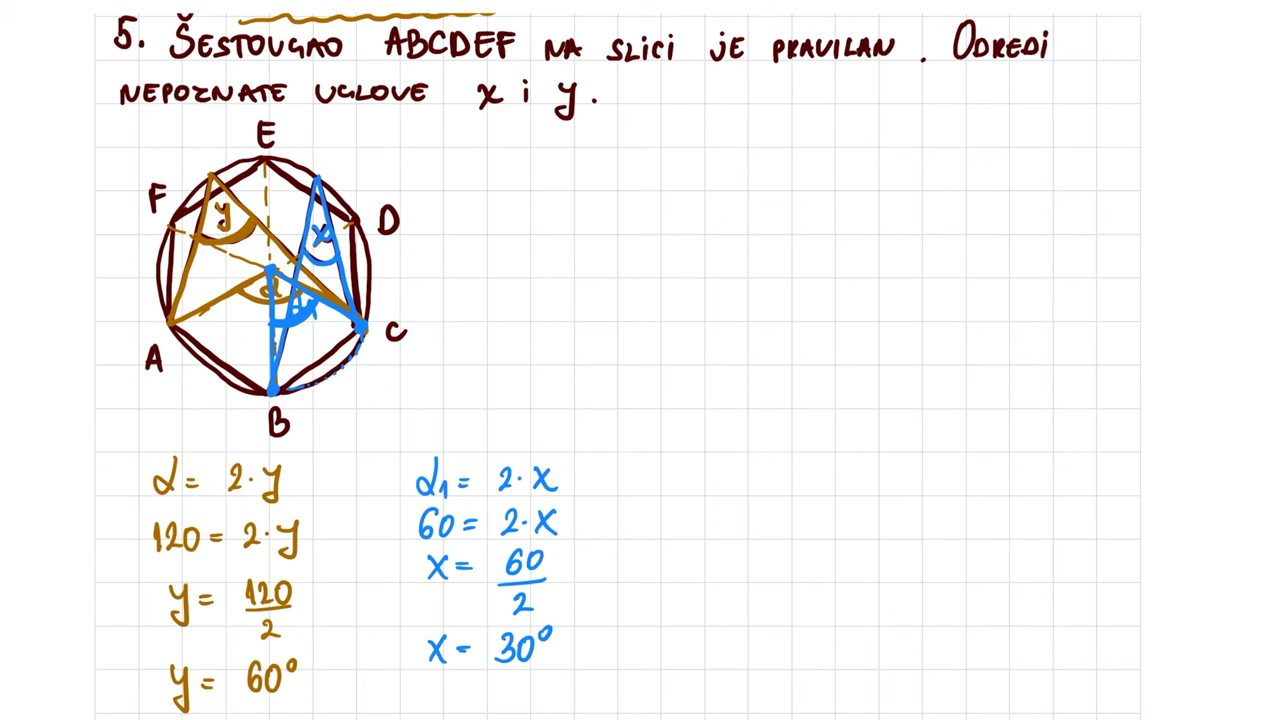 5. ŠESTOUGAO ABCDEF NA SLICI JE PRAVILAN. ODREDI
NEPOZNATE UGLOVE x i y.
E
F
D
y
x
α
α1
A
C
B
α = 2·y
120 = 2·y
y = 120/2
y = 60°
α1 = 2·x
60 = 2·x
x = 60/2
x = 30°